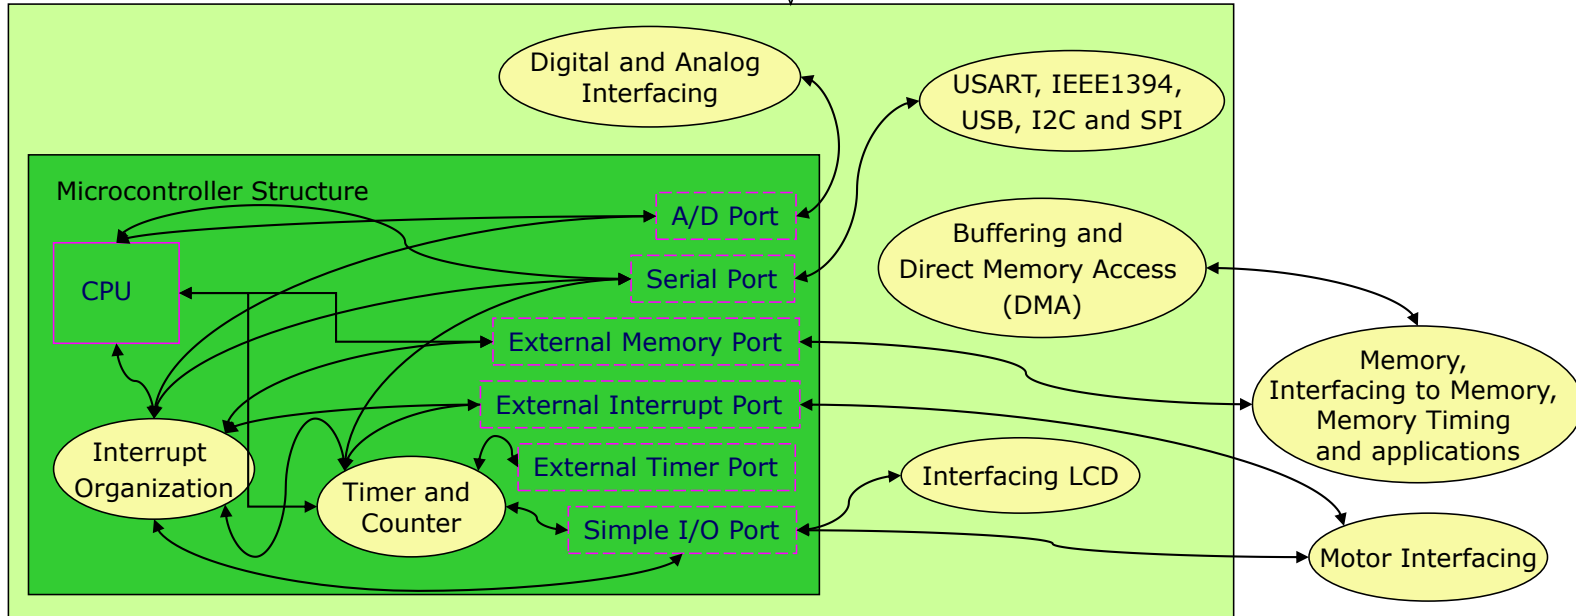 Digital and Analog
Interfacing
USART, IEEE1394,
USB, I2C and SPI
Microcontroller Structure
A/D Port
Buffering and
Direct Memory Access
(DMA)
CPU
Serial Port
External Memory Port
Memory,
Interfacing to Memory,
Memory Timing
and applications
External Interrupt Port
Interrupt
Organization
External Timer Port
Interfacing LCD
Timer and
Counter
Simple I/O Port
Motor Interfacing